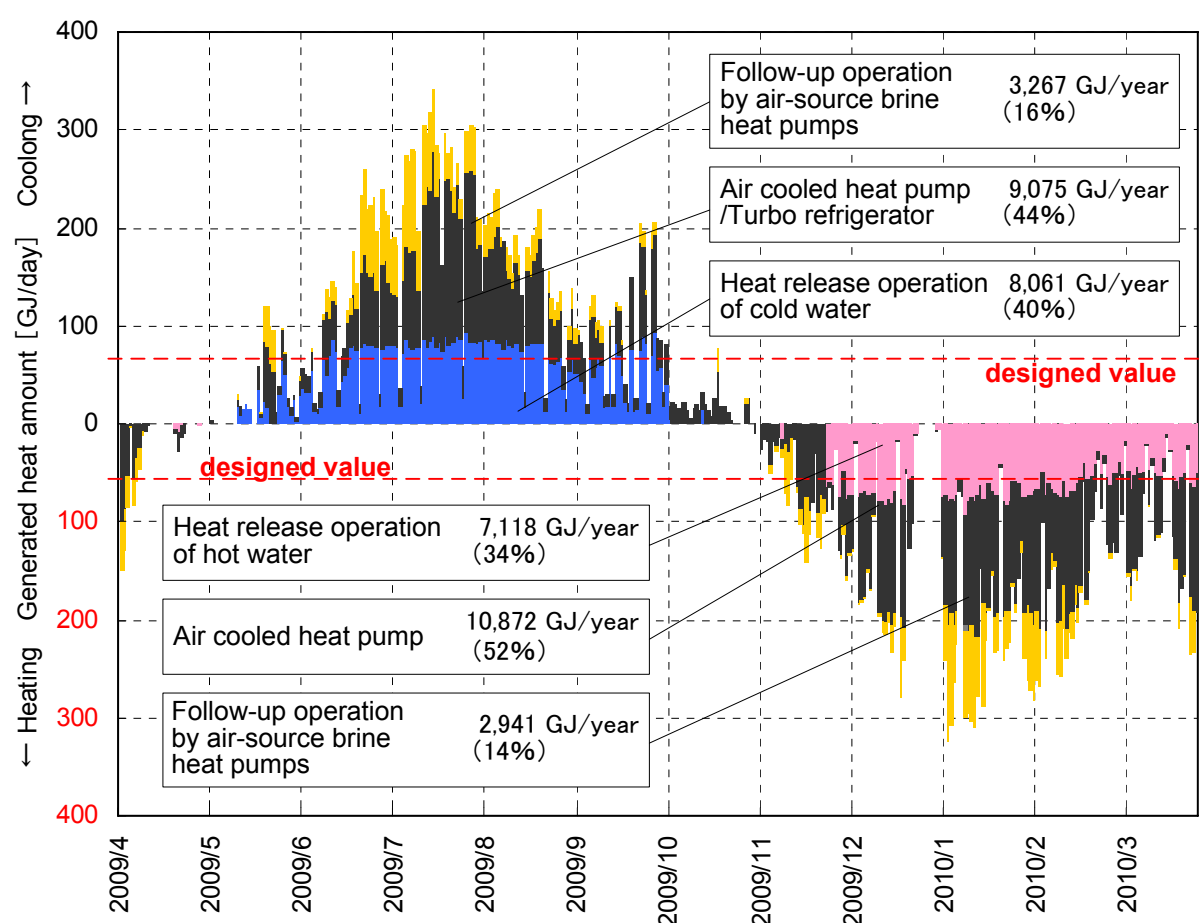 400
300
200
100
0
100
200
300
400
← Heating   Generated heat amount [GJ/day]   Coolong →
Follow-up operation
by air-source brine
heat pumps
3,267 GJ/year
(16%)
Air cooled heat pump
/Turbo refrigerator
9,075 GJ/year
(44%)
Heat release operation
of cold water
8,061 GJ/year
(40%)
designed value
designed value
Heat release operation
of hot water
7,118 GJ/year
(34%)
Air cooled heat pump
10,872 GJ/year
(52%)
Follow-up operation
by air-source brine
heat pumps
2,941 GJ/year
(14%)
2009/4
2009/5
2009/6
2009/7
2009/8
2009/9
2009/10
2009/11
2009/12
2010/1
2010/2
2010/3